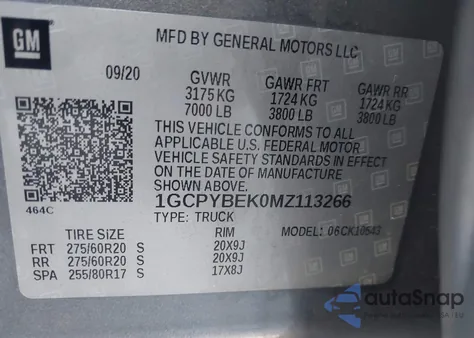 GM
MFD BY GENERAL MOTORS LLC
GM
09/20 GVWR GAWR FRT GAWR RR
3175 KG 1724 KG 1724 KG
7000 LB 3800 LB 3800 LB
THIS VEHICLE CONFORMS TO ALL
APPLICABLE U.S. FEDERAL MOTOR
VEHICLE SAFETY STANDARDS IN EFFECT
ON THE DATE OF MANUFACTURE
SHOWN ABOVE.
464C
1GCPYBEK0MZ113266
TYPE: TRUCK MODEL: 06CK10543
TIRE SIZE RIM
FRT 275/60R20 S 20X9J
RR 275/60R20 S 20X9J
SPA 255/80R17 S 17X8J
autoSnap